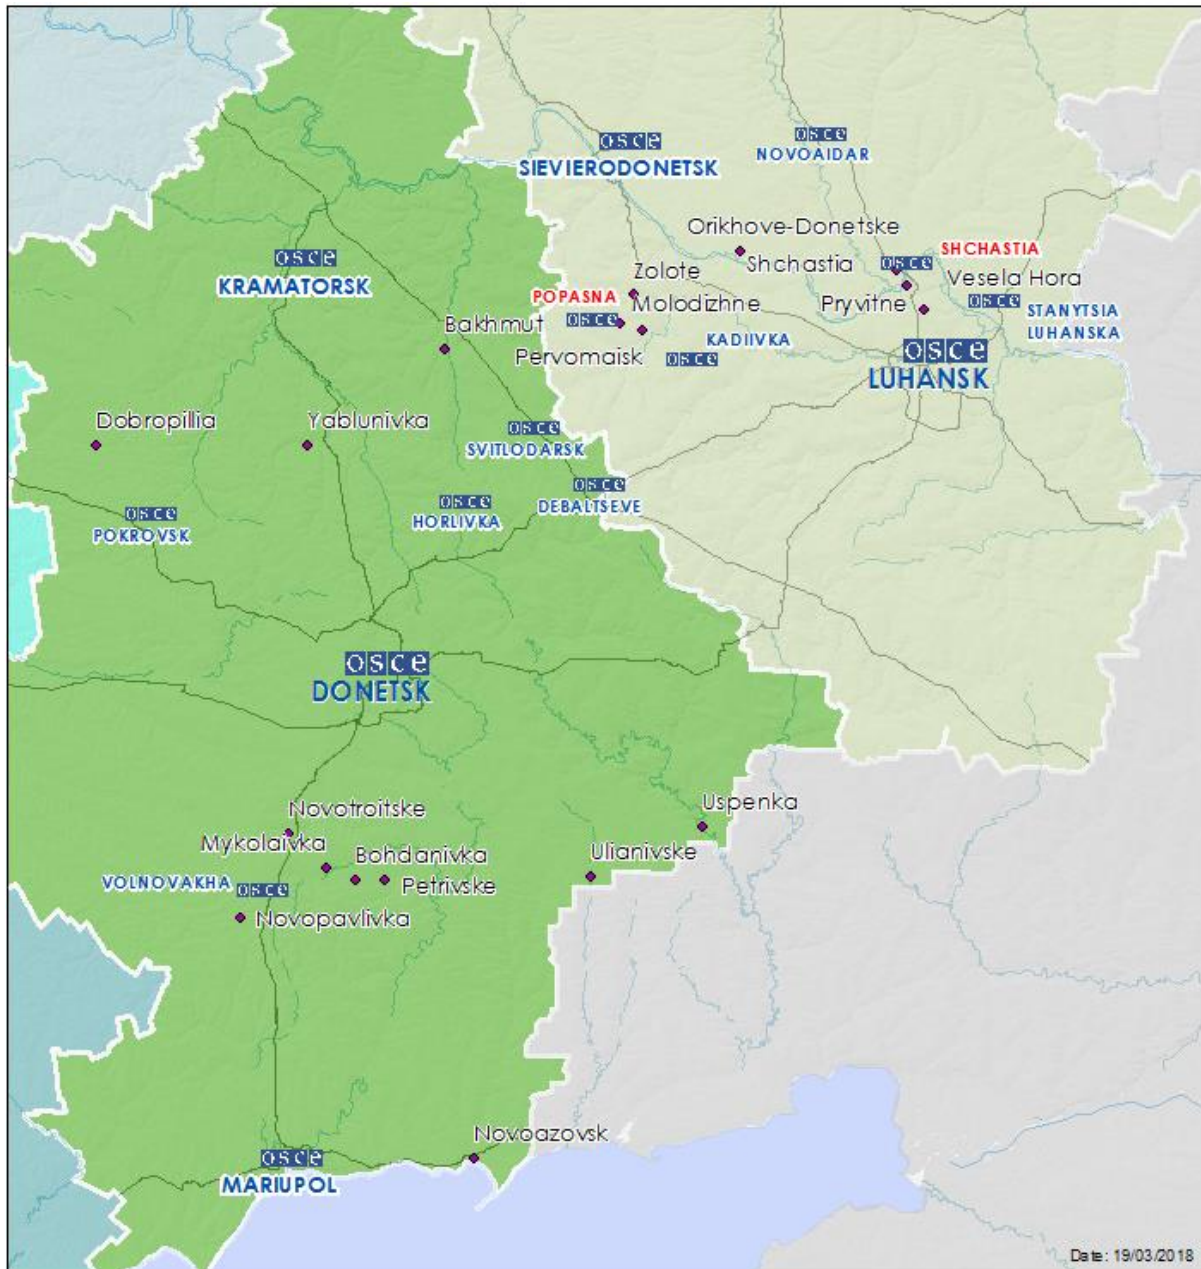 osce
SIEVIERODONETSK
osce
NOVOAIDAR
Orikhove-Donetske
SHCHASTIA
osce
KRAMATORSK
Zolote
Shchastia
osce
Vesela Hora
POPASNA
osce
Molodizhne
Pryvitne
osce
STANYTSIA
LUHANSKA
Bakhmut
Pervomaisk
osce
KADIIVKA
osce
LUHANSK
Dobropillia
Yablunivka
osce
SVITLODARSK
osce
POKROVSK
osce
HORLIVKA
osce
DEBALTSEVE
osce
DONETSK
Novotroitske
Uspenka
Mykolaivka
Bohdanivka
Ulianivske
VOLNOVAKHA
osce
Petrivske
Novopavlivka
Novoazovsk
osce
MARIUPOL
Date: 19/03/2018